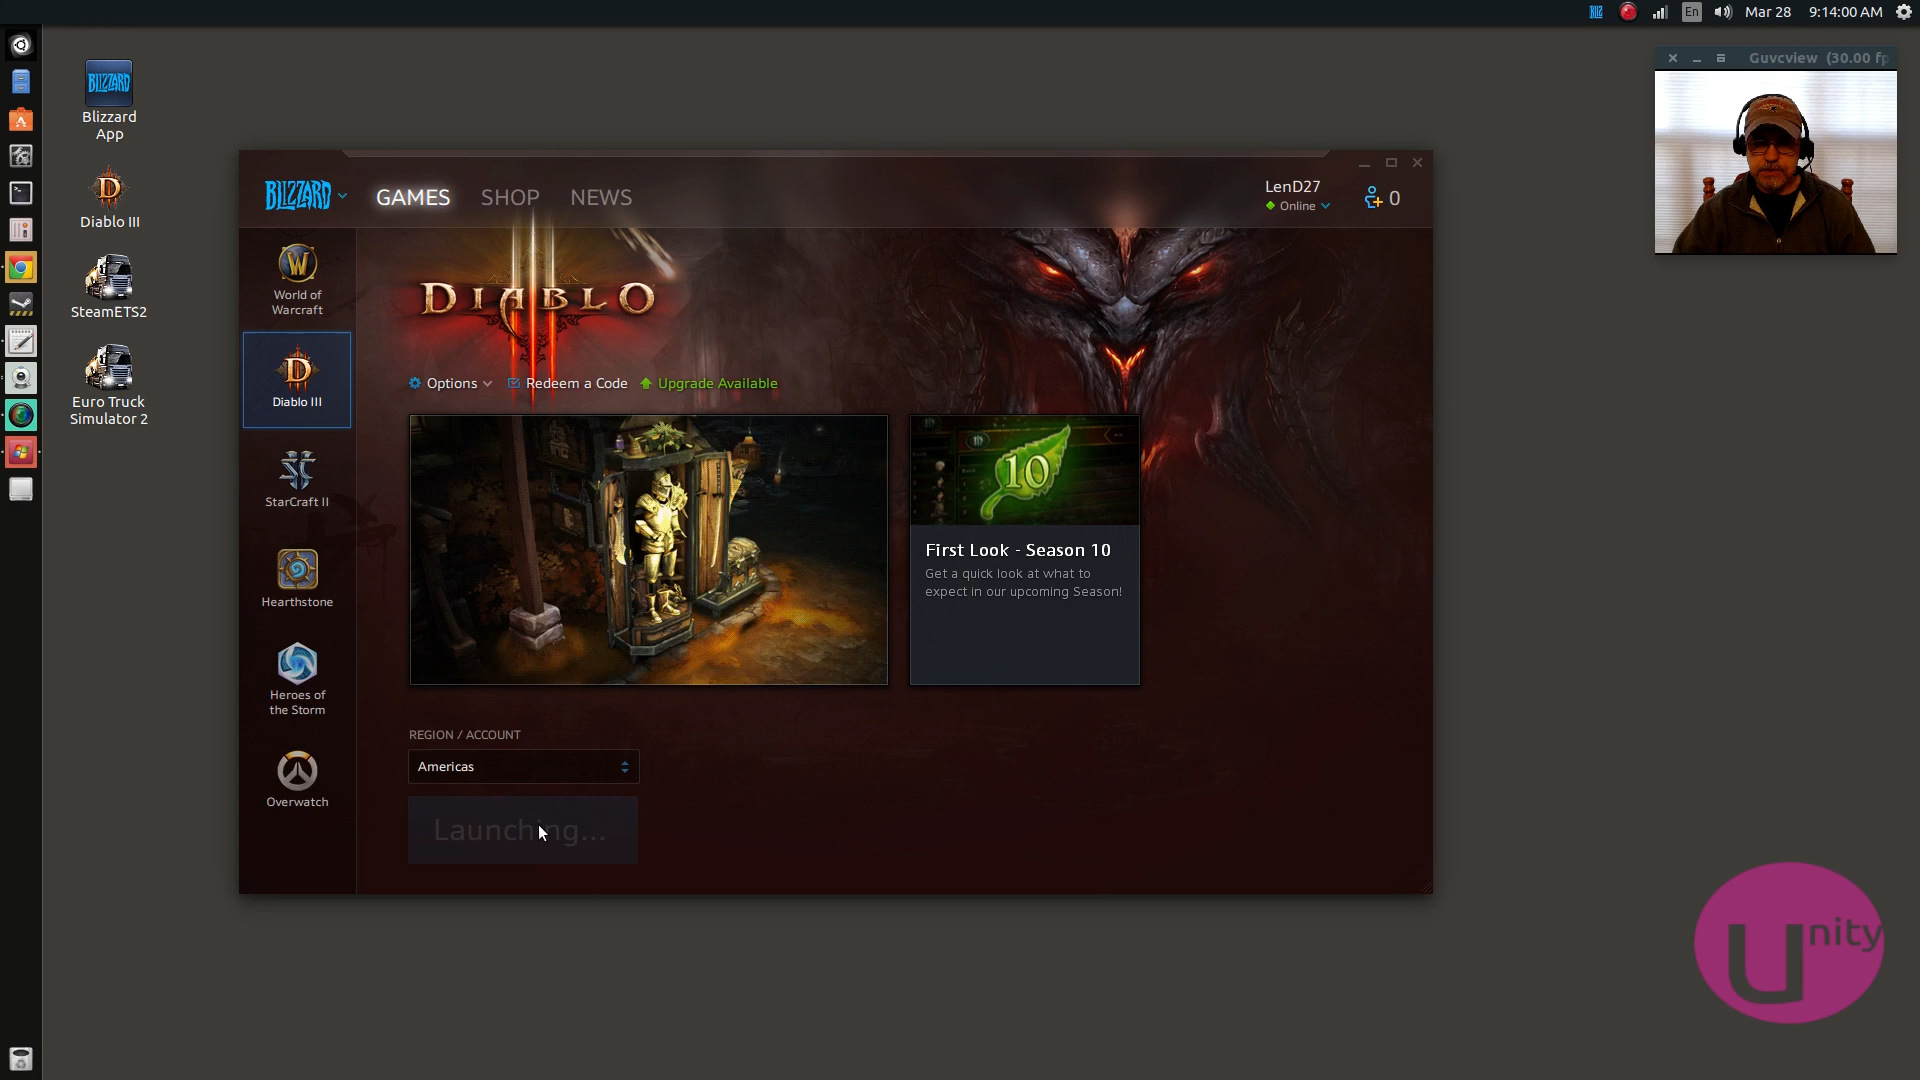 En
Mar 28
9:14:00 AM
Blizzard
App
Diablo III
SteamETS2
Euro Truck
Simulator 2
Guvcview (30.00 fp
BLIZZARD
GAMES
SHOP
NEWS
LenD27
Online
0
World of
Warcraft
Diablo III
StarCraft II
Hearthstone
Heroes of
the Storm
Overwatch
DIABLO
Options
Redeem a Code
Upgrade Available
10
First Look - Season 10
Get a quick look at what to
expect in our upcoming Season!
REGION / ACCOUNT
Americas
Launching...
Unity